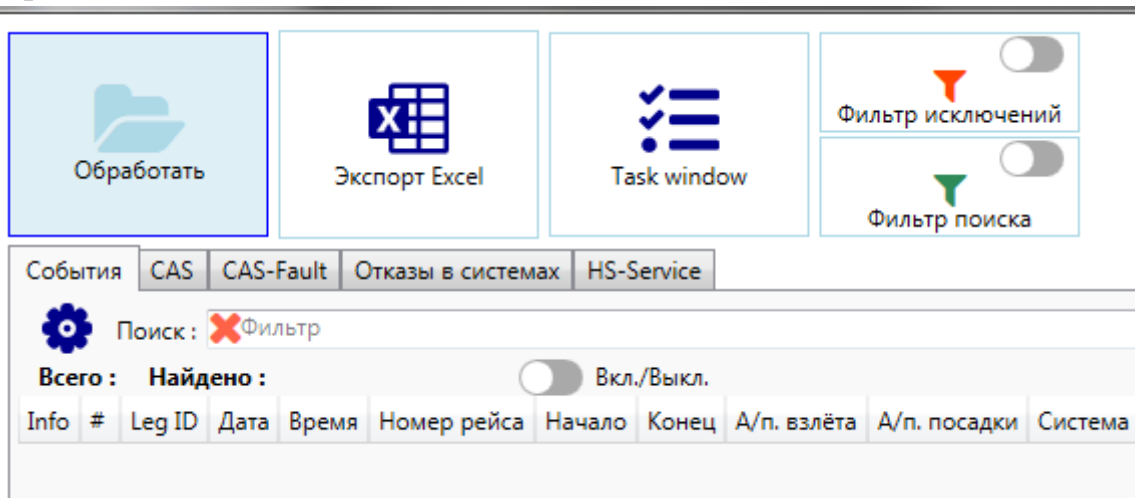 Обработать
Экспорт Excel
Task window
Фильтр исключений
Фильтр поиска
События CAS CAS-Fault Отказы в системах HS-Service
Поиск : Фильтр
Всего : Найдено : Вкл./Выкл.
Info # Leg ID Дата Время Номер рейса Начало Конец А/п. взлёта А/п. посадки Система